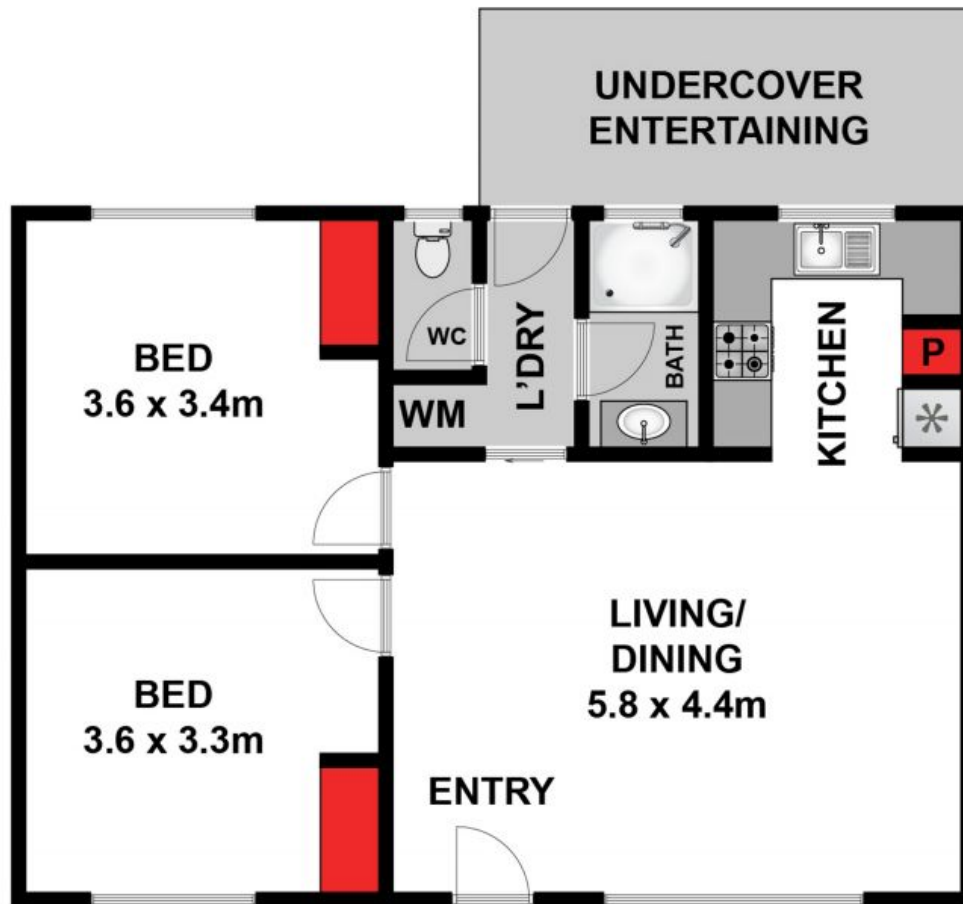 UNDERCOVER
ENTERTAINING
BED
3.6 x 3.4m
WC
WM
L'DRY
BATH
KITCHEN
P
LIVING/
DINING
5.8 x 4.4m
BED
3.6 x 3.3m
ENTRY